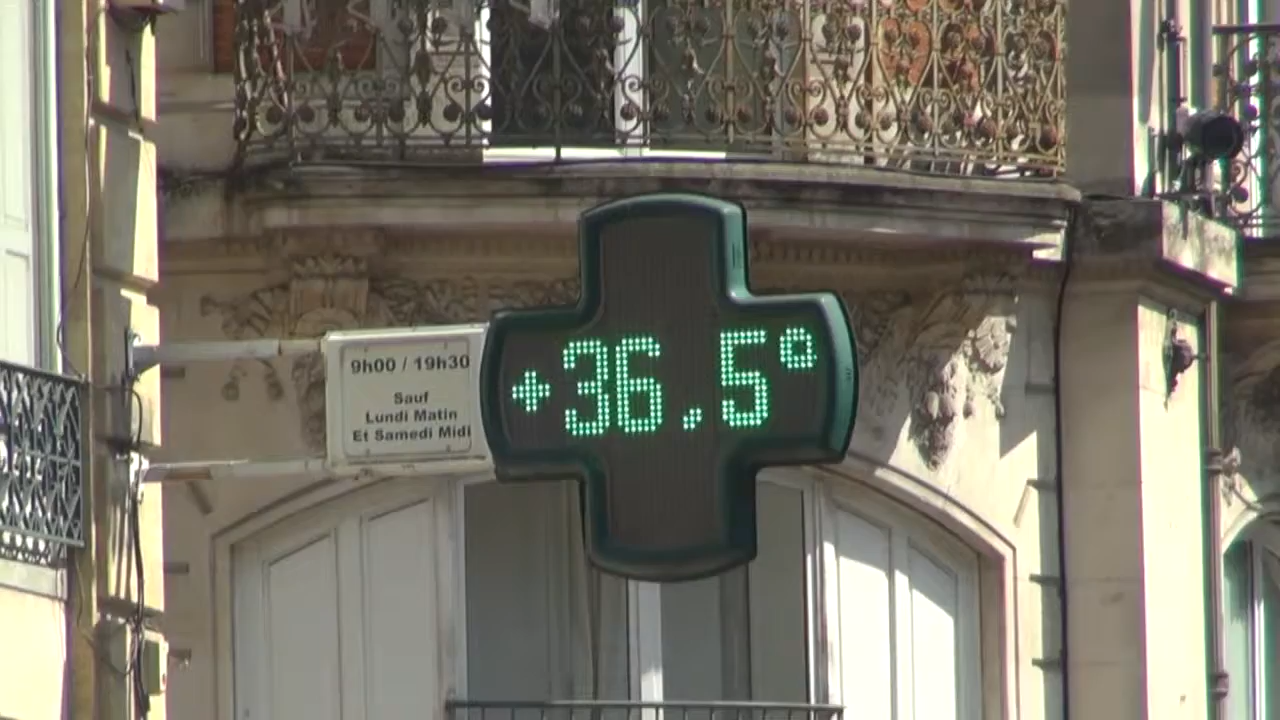 9h00 / 19h30
Sauf
Lundi Matin
Et Samedi Midi
+36,5°